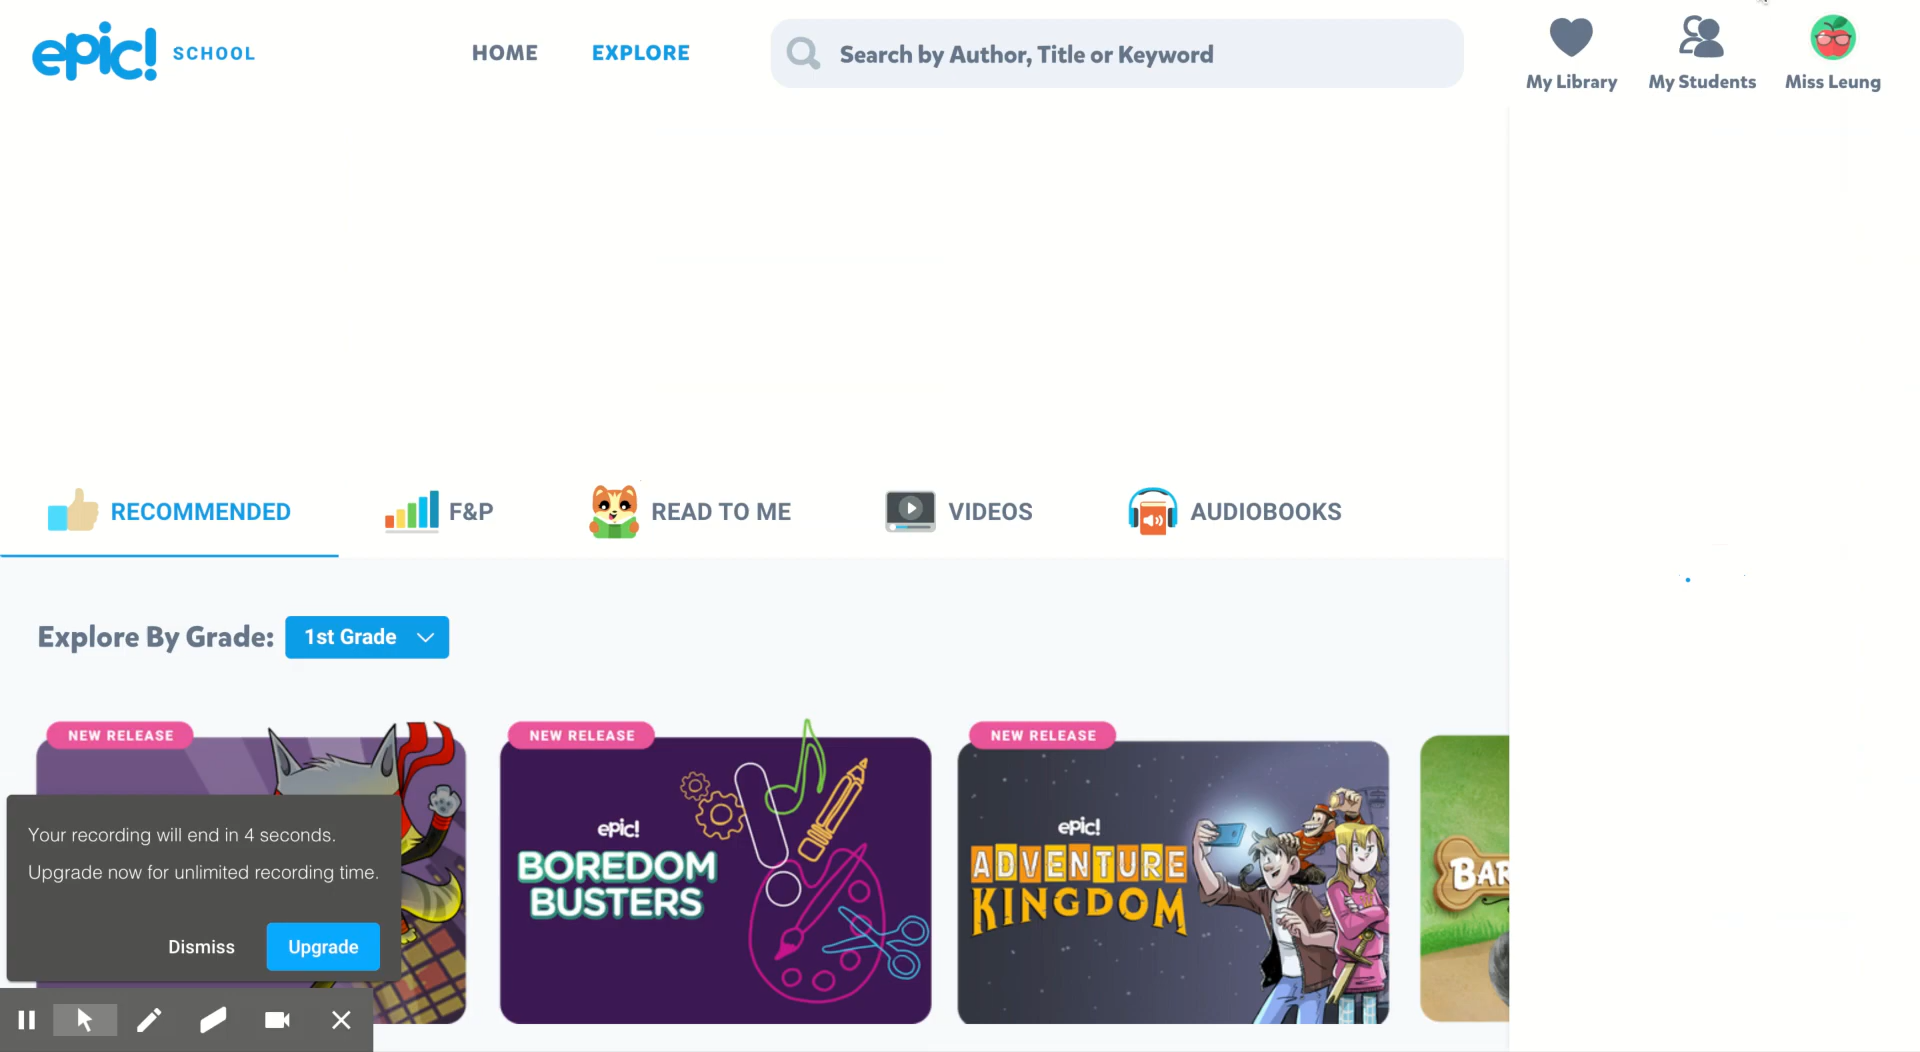 epic! SCHOOL
HOME
EXPLORE
Search by Author, Title or Keyword
My Library
My Students
Miss Leung
RECOMMENDED
F&P
READ TO ME
VIDEOS
AUDIOBOOKS
Explore By Grade:
1st Grade
NEW RELEASE
NEW RELEASE
epic!
BOREDOM
BUSTERS
NEW RELEASE
epic!
ADVENTURE
KINGDOM
BAR
Your recording will end in 4 seconds.
Upgrade now for unlimited recording time.
Dismiss
Upgrade